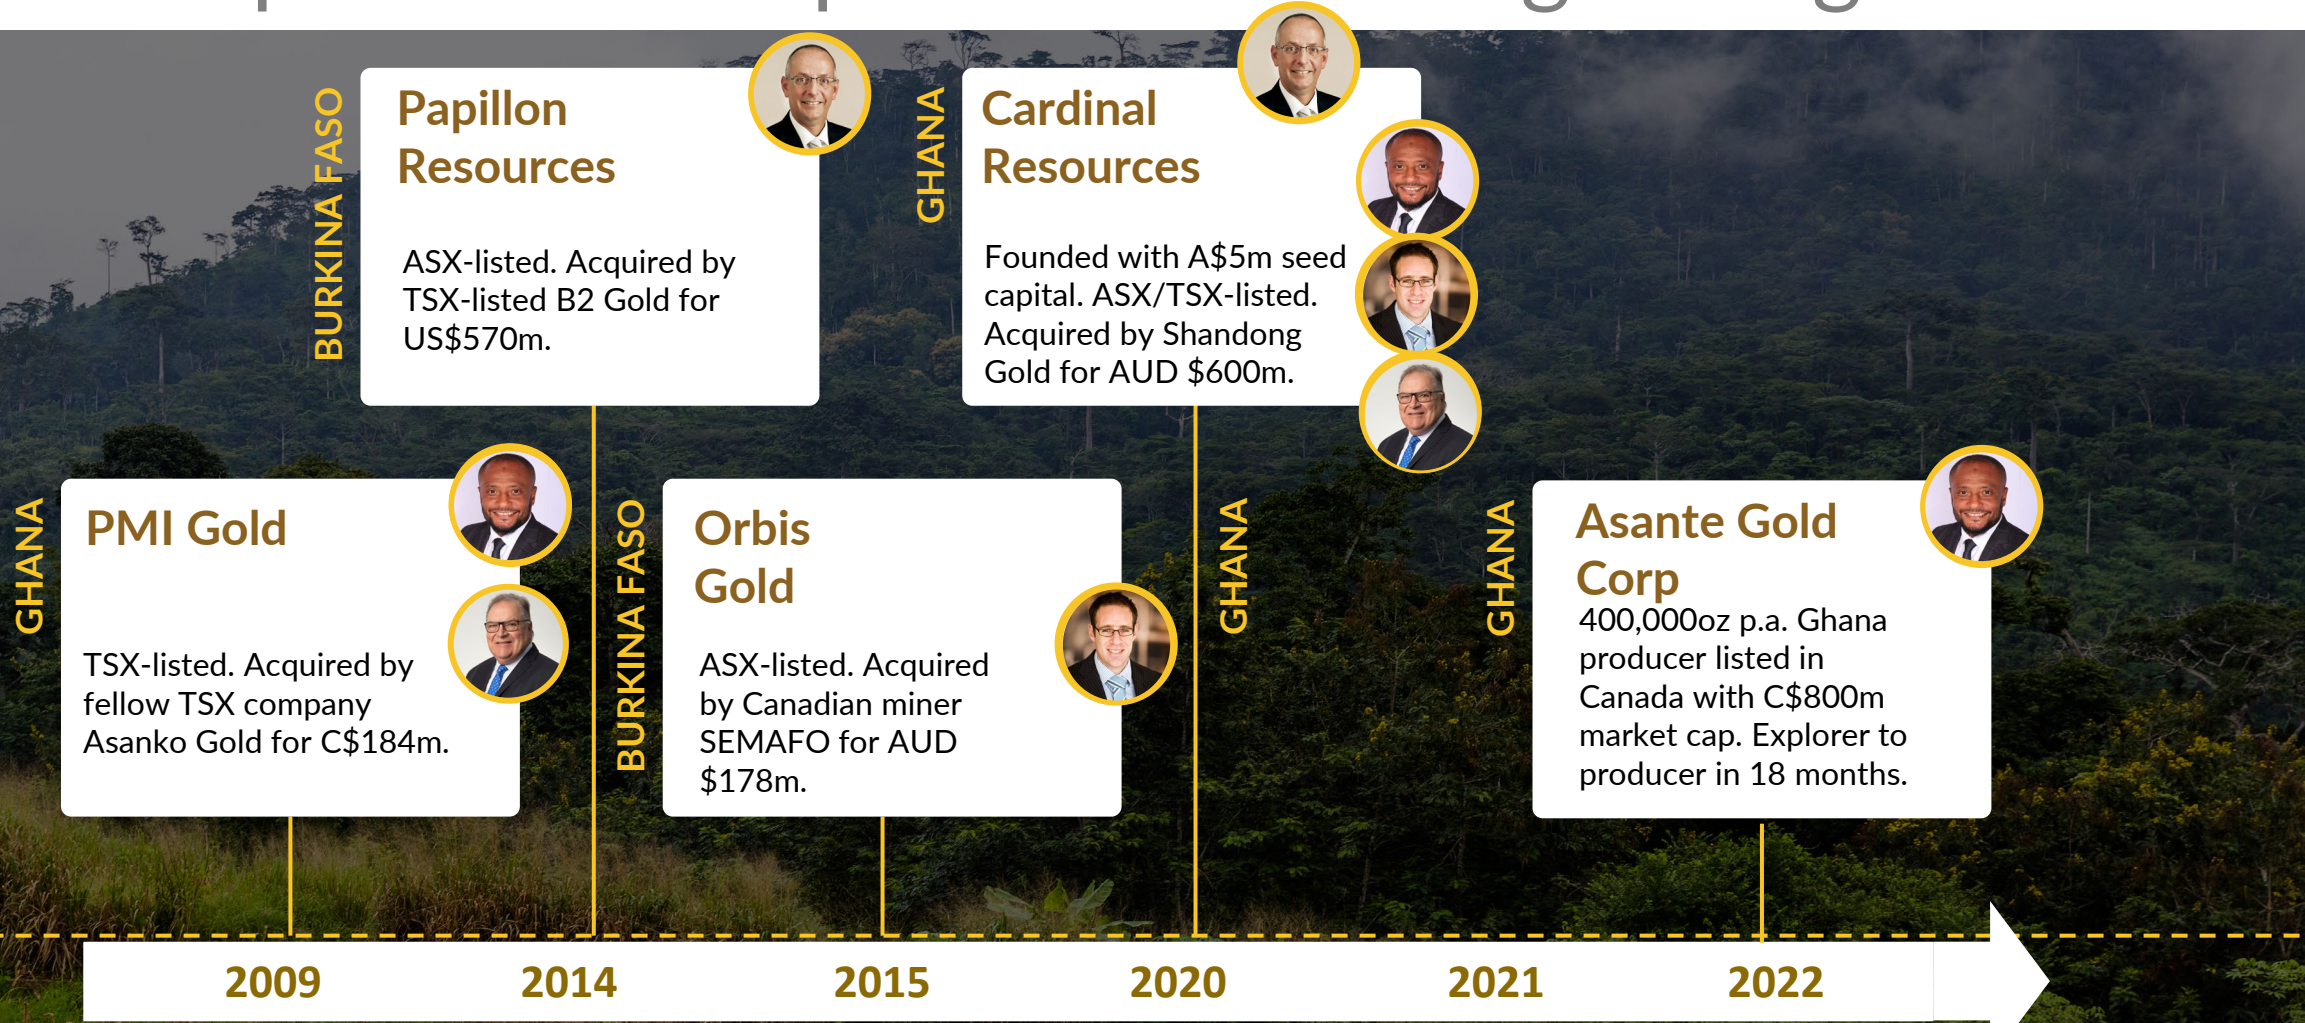 BURKINA FASO
Papillon
Resources
ASX-listed. Acquired by
TSX-listed B2 Gold for
US$570m.
GHANA
Cardinal
Resources
Founded with A$5m seed
capital. ASX/TSX-listed.
Acquired by Shandong
Gold for AUD $600m.
GHANA
PMI Gold
TSX-listed. Acquired by
fellow TSX company
Asanko Gold for C$184m.
BURKINA FASO
Orbis
Gold
ASX-listed. Acquired
by Canadian miner
SEMAFO for AUD
$178m.
GHANA
GHANA
Asante Gold
Corp
400,000oz p.a. Ghana
producer listed in
Canada with C$800m
market cap. Explorer to
producer in 18 months.
2009
2014
2015
2020
2021
2022